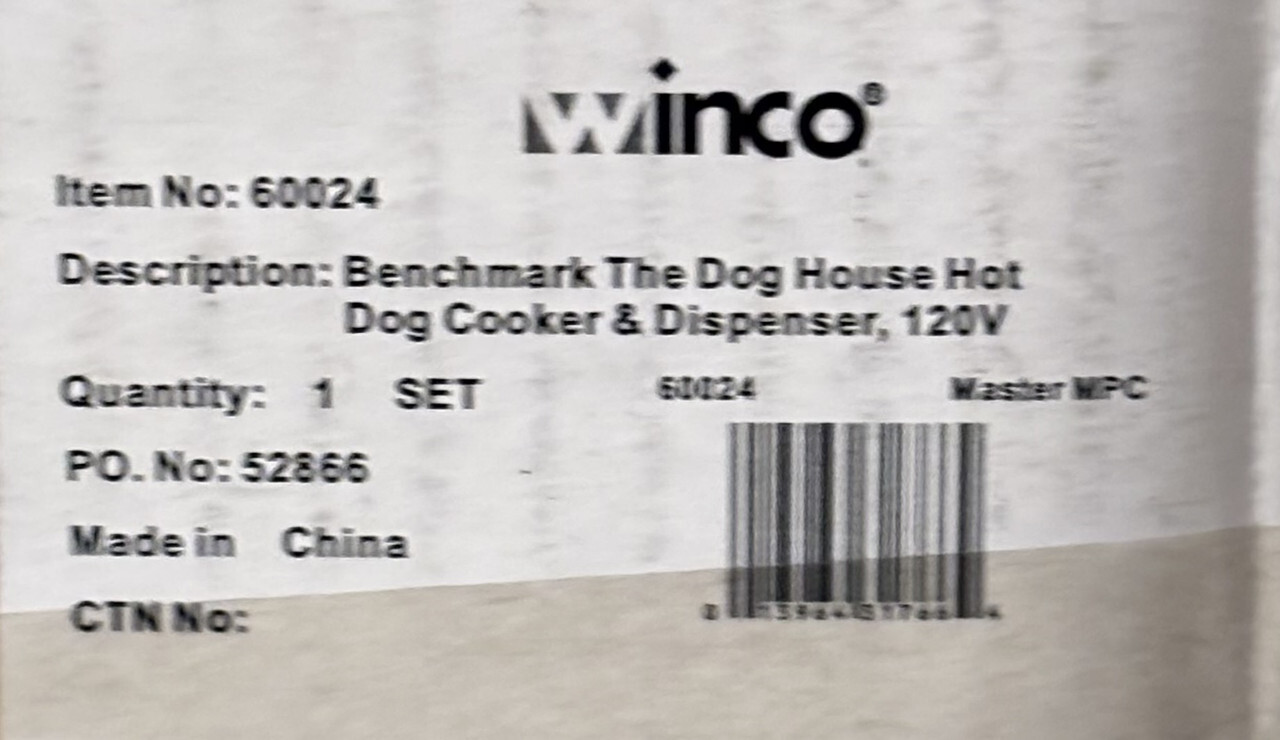 winco®
Item No: 60024
Description: Benchmark The Dog House Hot
Dog Cooker & Dispenser, 120V
Quantity: 1 SET
60024 Master MPC
PO. No: 52866
Made in China
CTN No: